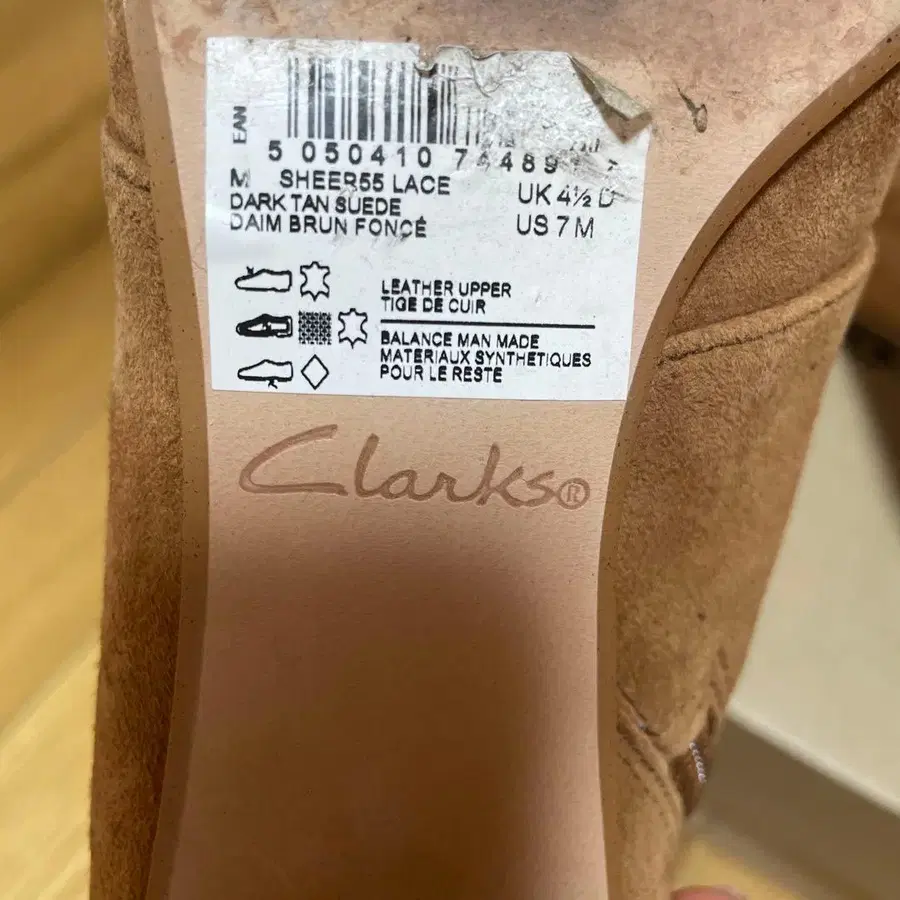 EAN
5 050410 74489
M SHEER55 LACE UK 4½ D
DARK TAN SUEDE
DAIM BRUN FONCÉ US 7 M
LEATHER UPPER
TIGE DE CUIR
BALANCE MAN MADE
MATERIAUX SYNTHETIQUES
POUR LE RESTE
Clarks®